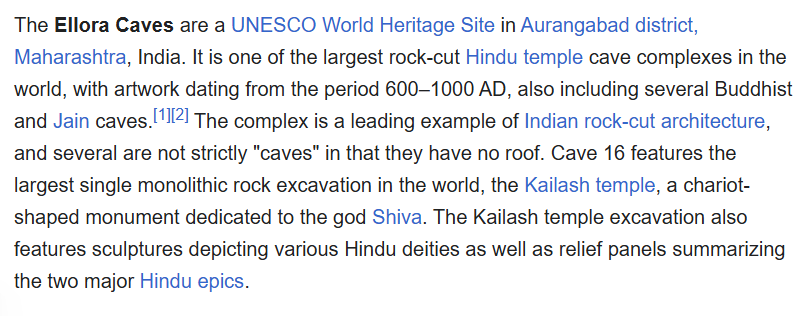 The Ellora Caves are a UNESCO World Heritage Site in Aurangabad district,
Maharashtra, India. It is one of the largest rock-cut Hindu temple cave complexes in the
world, with artwork dating from the period 600–1000 AD, also including several Buddhist
and Jain caves.[1][2] The complex is a leading example of Indian rock-cut architecture,
and several are not strictly "caves" in that they have no roof. Cave 16 features the
largest single monolithic rock excavation in the world, the Kailash temple, a chariot-
shaped monument dedicated to the god Shiva. The Kailash temple excavation also
features sculptures depicting various Hindu deities as well as relief panels summarizing
the two major Hindu epics.